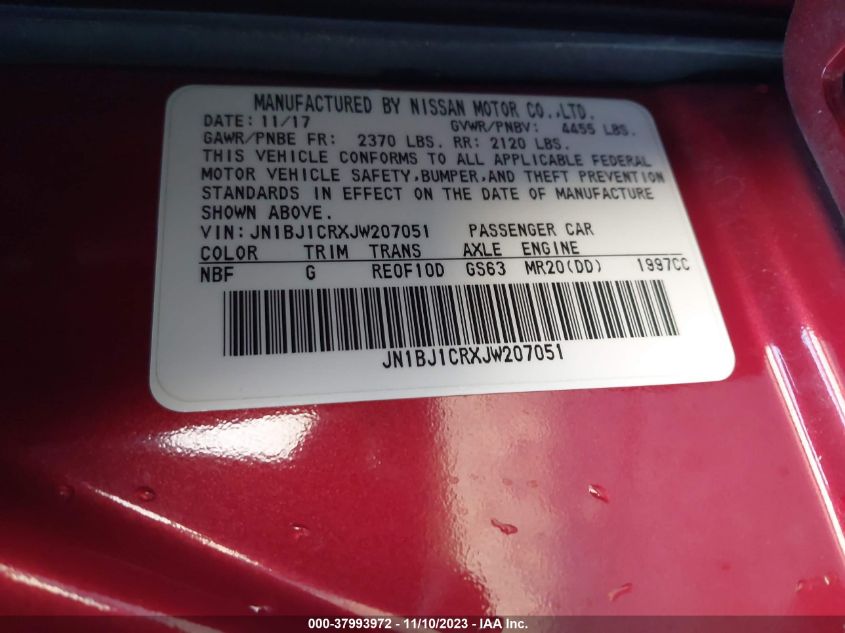 MANUFACTURED BY NISSAN MOTOR CO.,LTD.
DATE: 11/17 GVWR/PNBV: 4455 LBS.
GAWR/PNBE FR: 2370 LBS. RR: 2120 LBS.
THIS VEHICLE CONFORMS TO ALL APPLICABLE FEDERAL
MOTOR VEHICLE SAFETY,BUMPER,AND THEFT PREVENTION
STANDARDS IN EFFECT ON THE DATE OF MANUFACTURE
SHOWN ABOVE.
VIN: JN1BJ1CRXJW207051 PASSENGER CAR
COLOR TRIM TRANS AXLE ENGINE
NBF G RE0F10D GS63 MR20(DD) 1997CC
JN1BJ1CRXJW207051
000-37993972 - 11/10/2023 - IAA Inc.